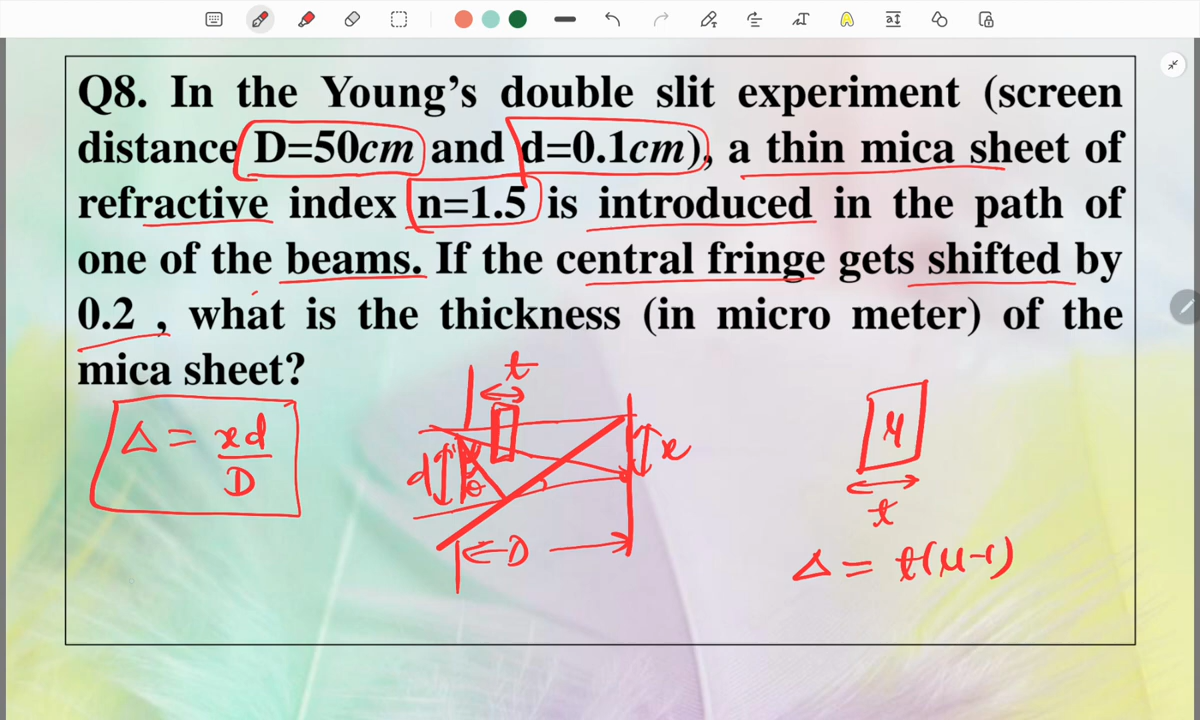 Q8. In the Young's double slit experiment (screen
distance D=50cm and d=0.1cm), a thin mica sheet of
refractive index n=1.5 is introduced in the path of
one of the beams. If the central fringe gets shifted by
0.2 , what is the thickness (in micro meter) of the
mica sheet?
t
Δ = xd/D
d
θ
x
D
μ
t
Δ = t(μ-1)